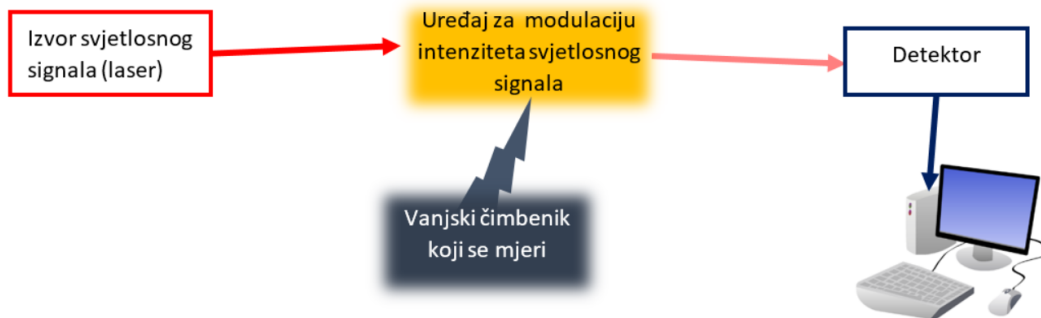 Izvor svjetlosnog
signala (laser)
Uređaj za modulaciju
intenziteta svjetlosnog
signala
Detektor
Vanjski čimbenik
koji se mjeri